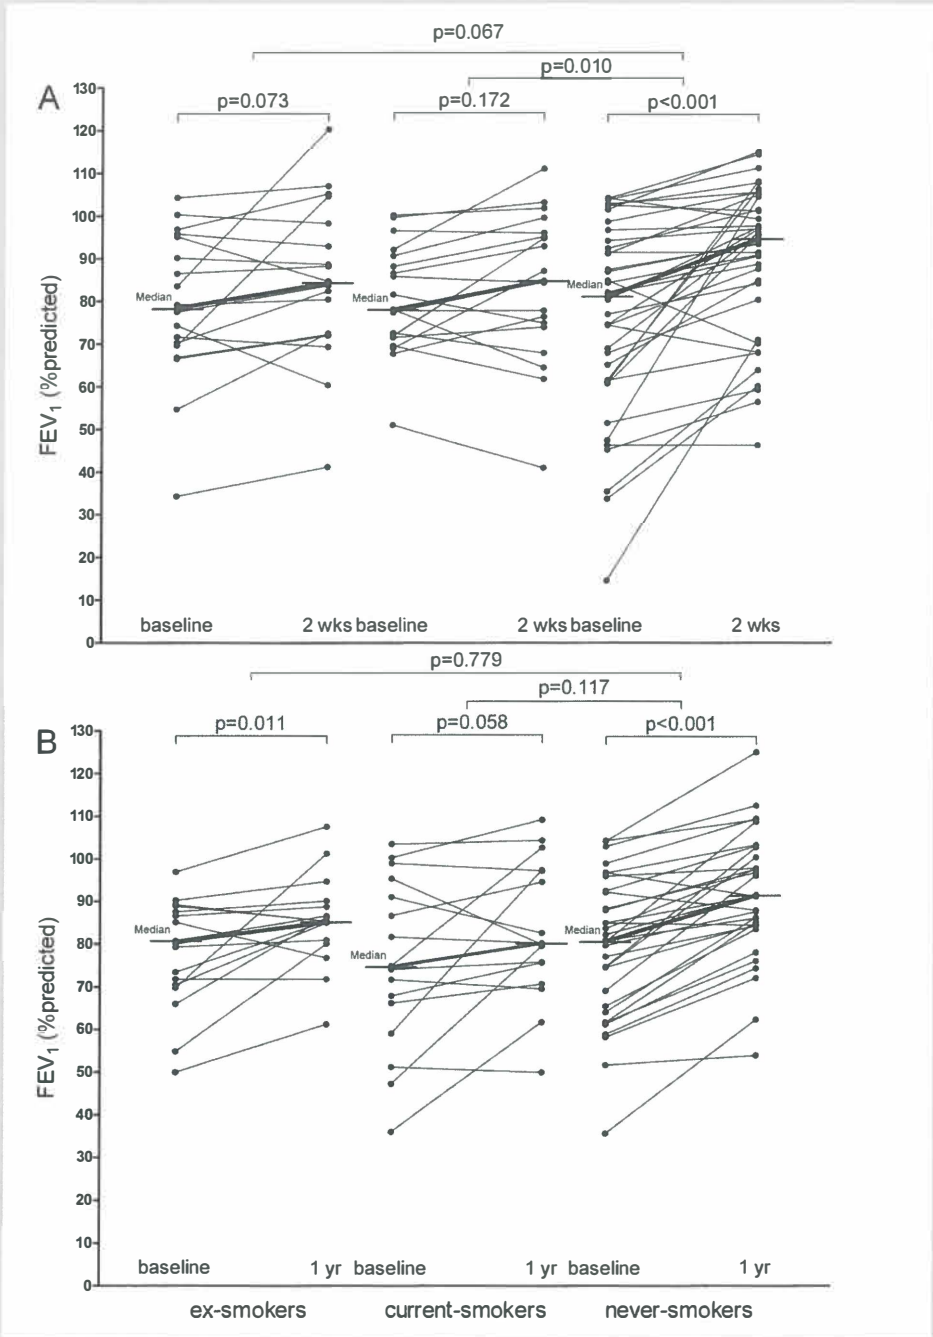 p=0.067
p=0.010
A
p=0.073
p=0.172
p<0.001
130
120
110
100
90
80
70
60
50
40
30
20
10
0
FEV1 (%predicted)
Median
Median
Median
baseline 2 wks baseline 2 wks baseline 2 wks
p=0.779
p=0.117
B
p=0.011
p=0.058
p<0.001
130
120
110
100
90
80
70
60
50
40
30
20
10
0
FEV1 (%predicted)
Median
Median
Median
baseline 1 yr baseline 1 yr baseline 1 yr
ex-smokers current-smokers never-smokers